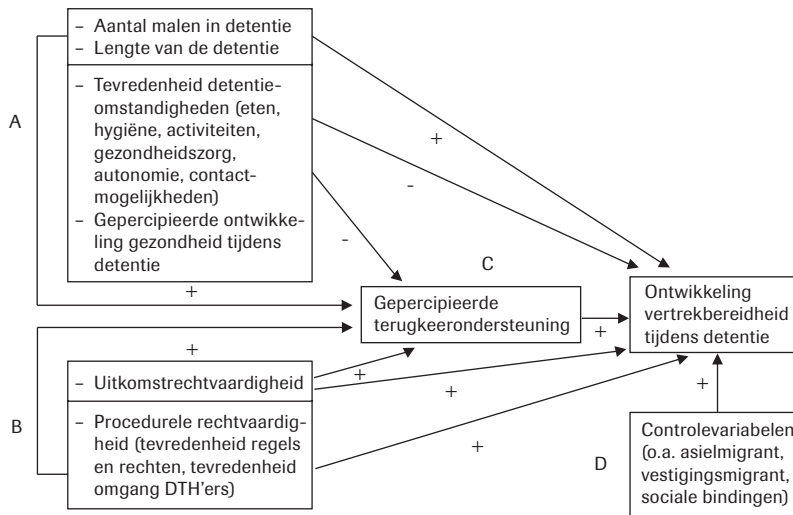 – Aantal malen in detentie
– Lengte van de detentie
– Tevredenheid detentie-
omstandigheden (eten,
hygiëne, activiteiten,
gezondheidszorg,
autonomie, contact-
mogelijkheden)
– Gepercipieerde ontwikke-
ling gezondheid tijdens
detentie
A
+
-
-
+
C
Gepercipieerde
terugkeerondersteuning
+
Ontwikkeling
vertrekbereidheid
tijdens detentie
+
– Uitkomstrechtvaardigheid
+
+
+
B
– Procedurele rechtvaardig-
heid (tevredenheid regels
en rechten, tevredenheid
omgang DTH'ers)
+
D
Controlevariabelen
(o.a. asielmigrant,
vestigingsmigrant,
sociale bindingen)